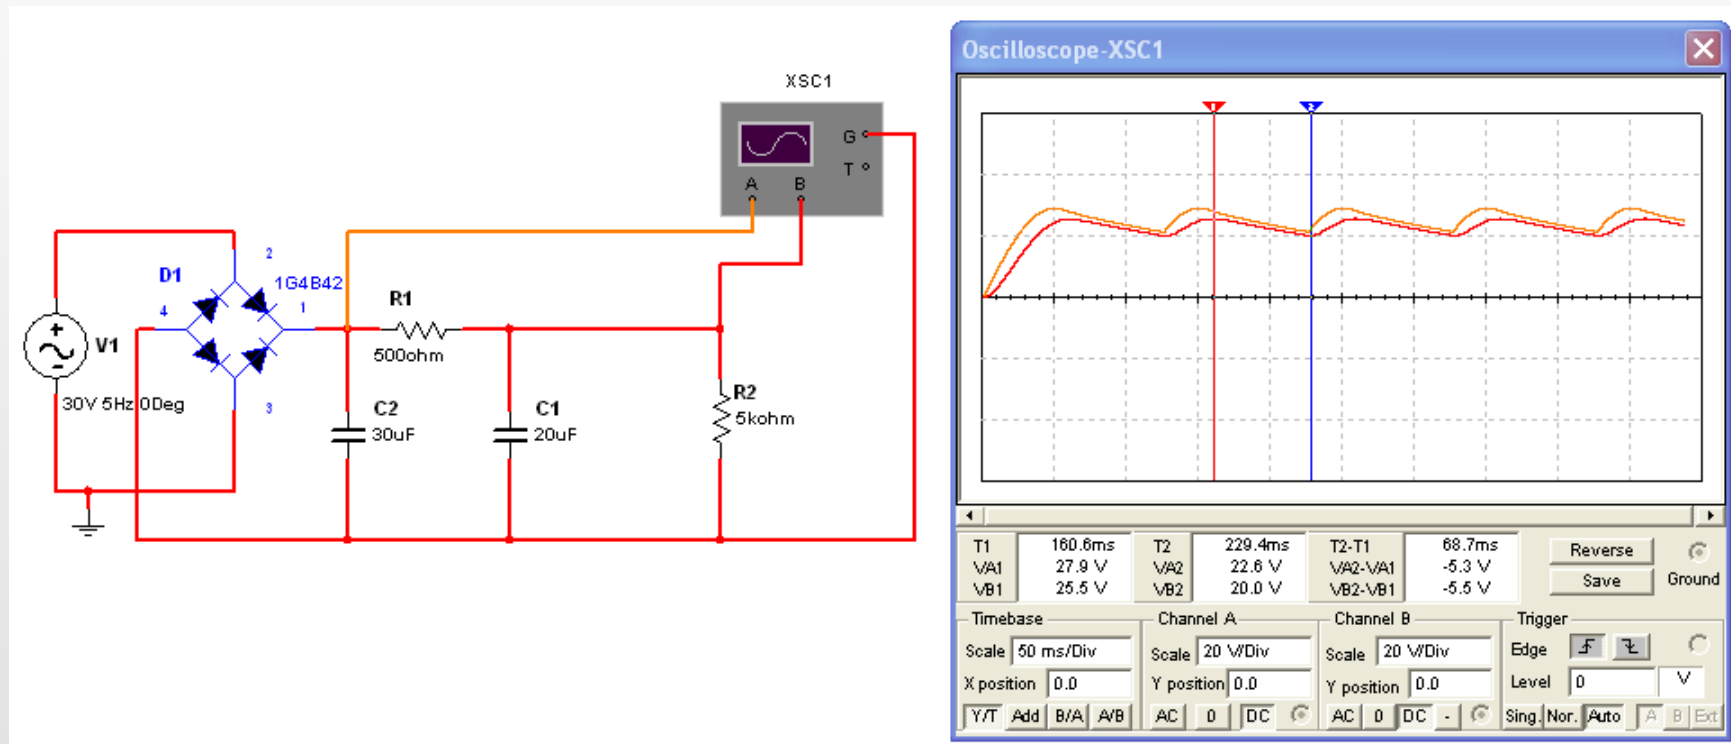 XSC1
G
T
A B
D1
2
1G4B42
4
1
R1
500ohm
V1
30V 5Hz 0Deg
3
C2
30uF
C1
20uF
R2
5kohm
Oscilloscope-XSC1
1 2
T1 160.6ms T2 229.4ms T2-T1 68.7ms Reverse
VA1 27.9 V VA2 22.6 V VA2-VA1 -5.3 V
VB1 25.5 V VB2 20.0 V VB2-VB1 -5.5 V Save Ground
Timebase Channel A Channel B Trigger
Scale 50 ms/Div Scale 20 V/Div Scale 20 V/Div Edge
X position 0.0 Y position 0.0 Y position 0.0 Level 0 V
Y/T Add B/A A/B AC 0 DC AC 0 DC - Sing. Nor. Auto A B Ext